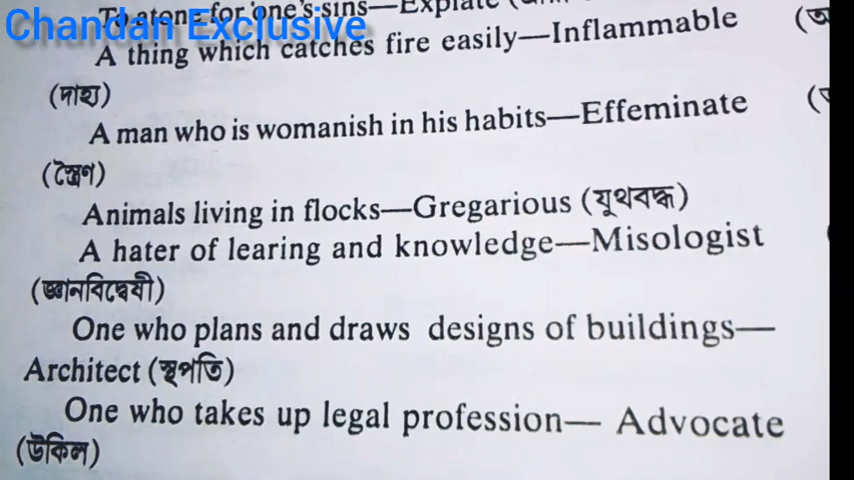 Chandan Exclusive
To atone for one's sins—Expiate
A thing which catches fire easily—Inflammable
(দাহ্য)
A man who is womanish in his habits—Effeminate
(স্ত্রৈণ)
Animals living in flocks—Gregarious (যূথবদ্ধ)
A hater of learing and knowledge—Misologist
(জ্ঞানবিদ্বেষী)
One who plans and draws designs of buildings—
Architect (স্থপতি)
One who takes up legal profession— Advocate
(উকিল)